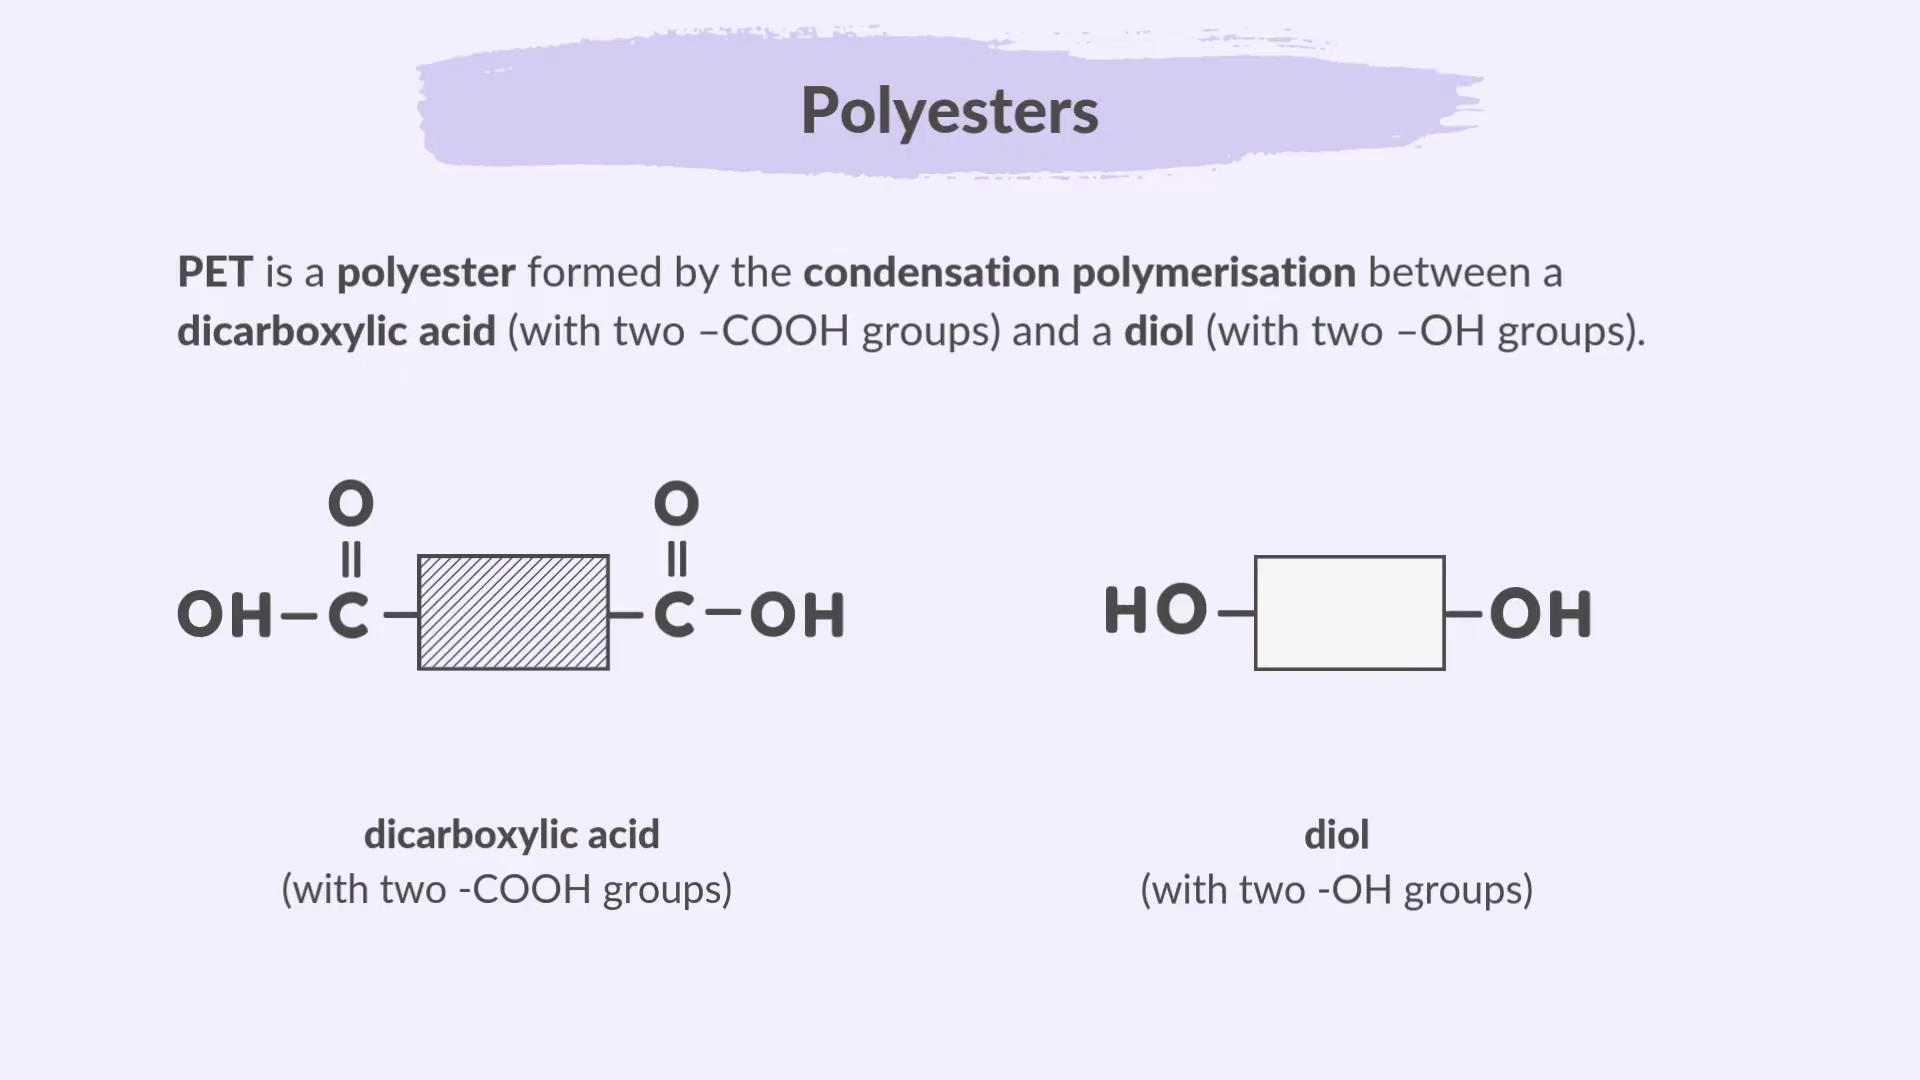 Polyesters
PET is a polyester formed by the condensation polymerisation between a
dicarboxylic acid (with two –COOH groups) and a diol (with two –OH groups).
O O
OH–C C–OH HO OH
dicarboxylic acid
(with two -COOH groups)
diol
(with two -OH groups)